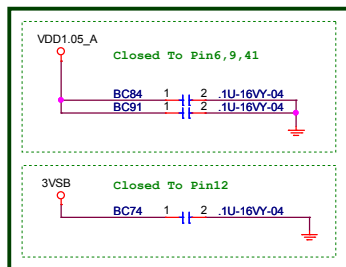 VDD1.05_A
Closed To Pin6,9,41
BC84 1 2 .1U-16VY-04
BC91 1 2 .1U-16VY-04
3VSB
Closed To Pin12
BC74 1 2 .1U-16VY-04